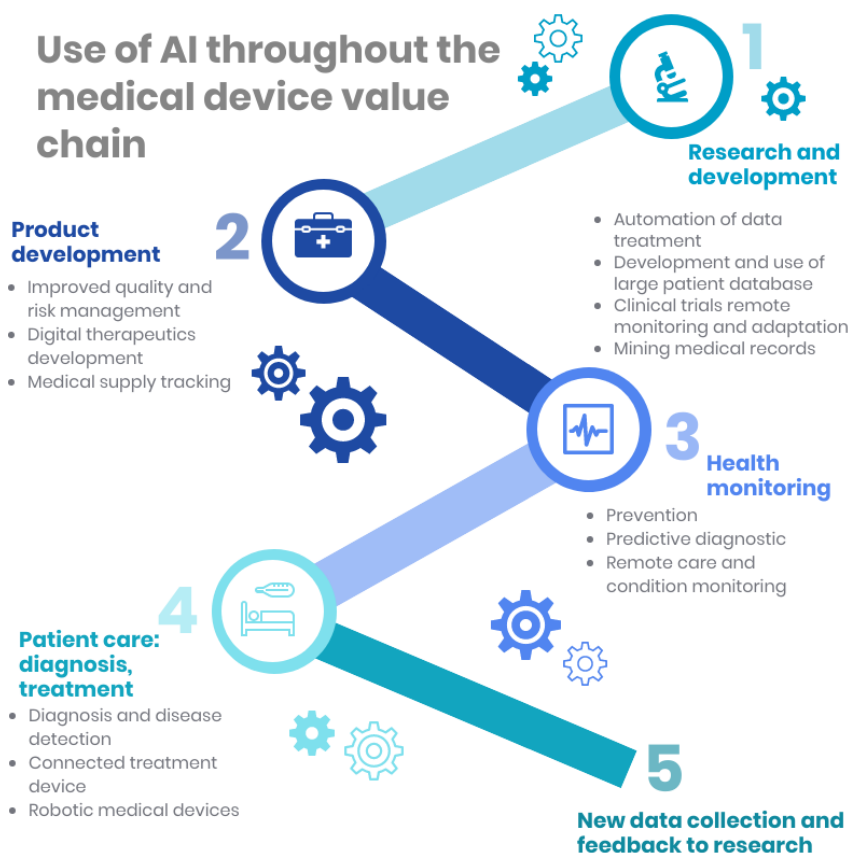 Use of AI throughout the
medical device value
chain
1
Research and
development
• Automation of data
treatment
• Development and use of
large patient database
• Clinical trials remote
monitoring and adaptation
• Mining medical records
2
Product
development
• Improved quality and
risk management
• Digital therapeutics
development
• Medical supply tracking
3
Health
monitoring
• Prevention
• Predictive diagnostic
• Remote care and
condition monitoring
4
Patient care:
diagnosis,
treatment
• Diagnosis and disease
detection
• Connected treatment
device
• Robotic medical devices
5
New data collection and
feedback to research